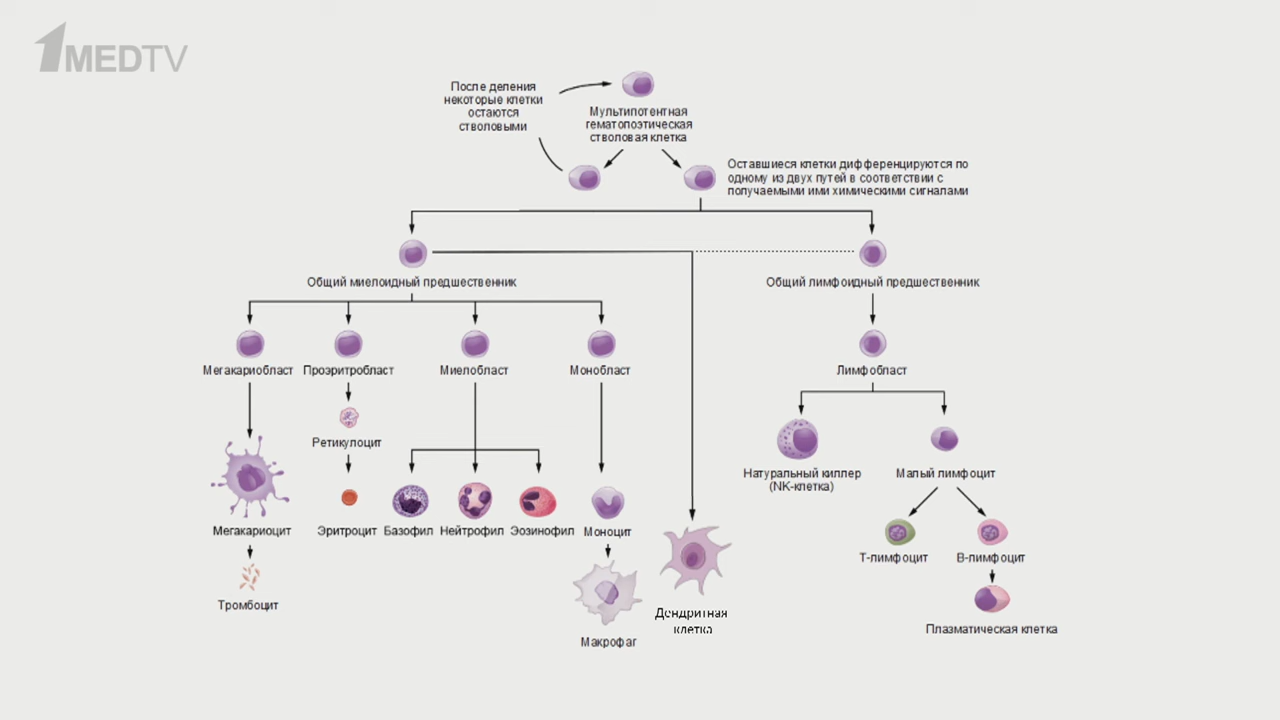 1MEDTV
После деления
некоторые клетки
остаются
стволовыми
Мультипотентная
гематопоэтическая
стволовая клетка
Оставшиеся клетки дифференцируются по
одному из двух путей в соответствии с
получаемыми ими химическими сигналами
Общий миелоидный предшественник
Общий лимфоидный предшественник
Мегакариобласт
Проэритробласт
Миелобласт
Монобласт
Лимфобласт
Ретикулоцит
Натуральный киллер
(NK-клетка)
Малый лимфоцит
Мегакариоцит
Эритроцит
Базофил
Нейтрофил
Эозинофил
Моноцит
Т-лимфоцит
В-лимфоцит
Тромбоцит
Макрофаг
Дендритная
клетка
Плазматическая клетка